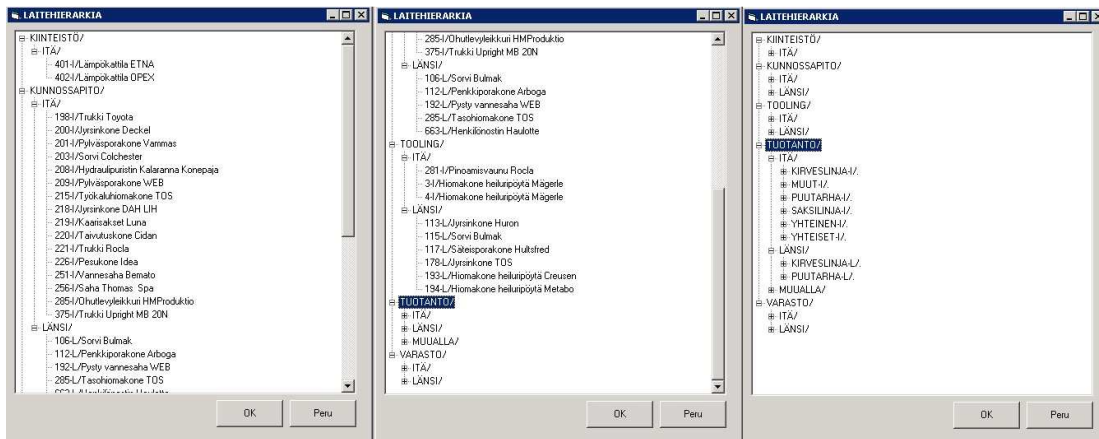 LAITEHIERARKIA
KIINTEISTÖ/
ITÄ/
401-I/Lämpökattila ETNA
402-I/Lämpökattila OPEX
KUNNOSSAPITO/
ITÄ/
198-I/Trukki Toyota
200-I/Jyrsinkone Deckel
201-I/Pylväsporakone Vammas
203-I/Sorvi Colchester
208-I/Hydraulipuristin Kalaranna Konepaja
209-I/Pylväsporakone WEB
215-I/Työkaluhiomakone TOS
218-I/Jyrsinkone DAH LIH
219-I/Kaarisakset Luna
220-I/Taivutuskone Cidan
221-I/Trukki Rocla
226-I/Pesukone Idea
251-I/Vannesaha Bemato
256-I/Saha Thomas Spa
285-I/Ohutlevyleikkuri HMProduktio
375-I/Trukki Upright MB 20N
LÄNSI/
106-L/Sorvi Bulmak
112-L/Penkkiporakone Arboga
192-L/Pysty vannesaha WEB
285-L/Tasohiomakone TOS
663-L/Henkilönostin Haulotte
OK Peru
LAITEHIERARKIA
285-I/Ohutlevyleikkuri HMProduktio
375-I/Trukki Upright MB 20N
LÄNSI/
106-L/Sorvi Bulmak
112-L/Penkkiporakone Arboga
192-L/Pysty vannesaha WEB
285-L/Tasohiomakone TOS
663-L/Henkilönostin Haulotte
TOOLING/
ITÄ/
281-I/Pinoamisvaunu Rocla
3-I/Hiomakone heiluripöytä Mägerle
4-I/Hiomakone heiluripöytä Mägerle
LÄNSI/
113-L/Jyrsinkone Huron
115-L/Sorvi Bulmak
117-L/Säteisporakone Hultsfred
178-L/Jyrsinkone TOS
193-L/Hiomakone heiluripöytä Creusen
194-L/Hiomakone heiluripöytä Metabo
TUOTANTO/
ITÄ/
LÄNSI/
MUUALLA/
VARASTO/
ITÄ/
LÄNSI/
OK Peru
LAITEHIERARKIA
KIINTEISTÖ/
ITÄ/
KUNNOSSAPITO/
ITÄ/
LÄNSI/
TOOLING/
ITÄ/
LÄNSI/
TUOTANTO/
ITÄ/
KIRVESLINJA-I/.
MUUT-I/.
PUUTARHA-I/.
SAKSILINJA-I/.
YHTEINEN-I/.
YHTEISET-I/.
LÄNSI/
KIRVESLINJA-L/.
PUUTARHA-L/.
MUUALLA/
VARASTO/
ITÄ/
LÄNSI/
OK Peru